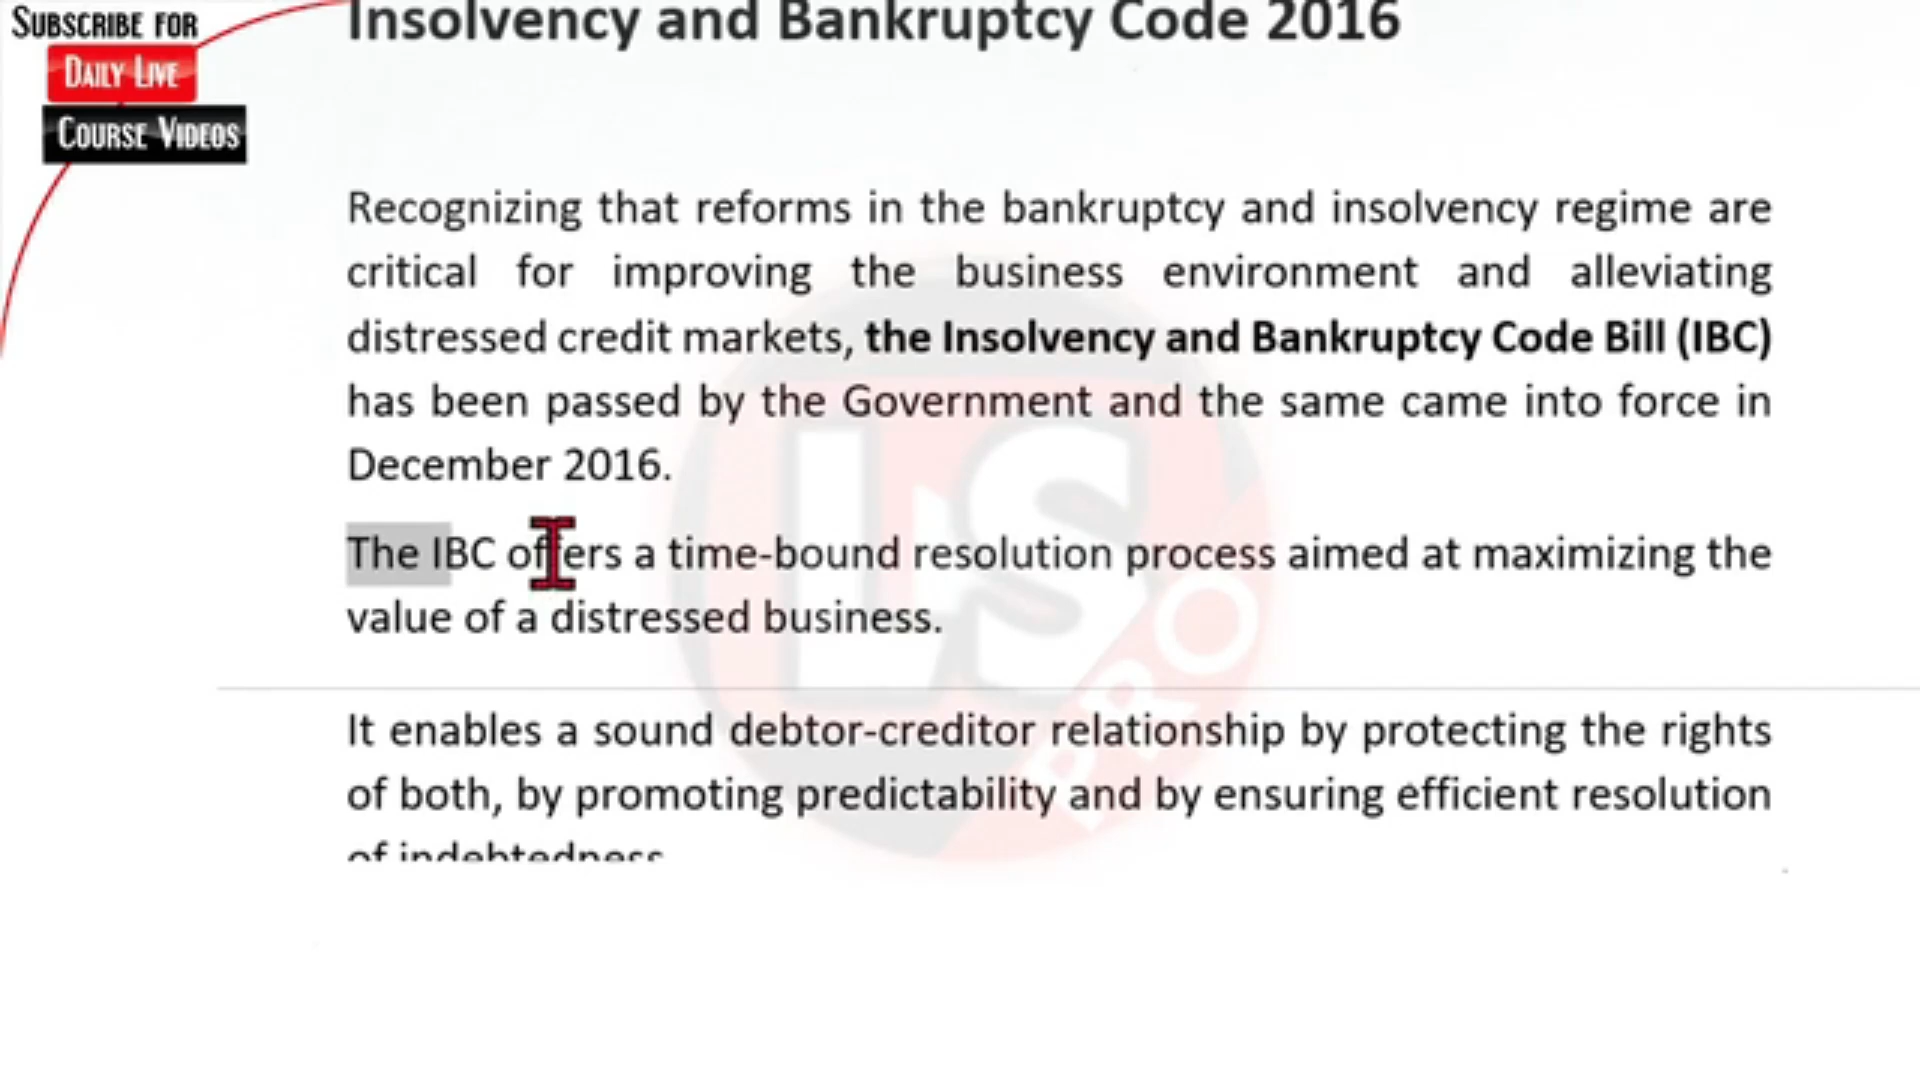 Insolvency and Bankruptcy Code 2016
SUBSCRIBE FOR
DAILY LIVE
COURSE VIDEOS
Recognizing that reforms in the bankruptcy and insolvency regime are
critical for improving the business environment and alleviating
distressed credit markets, the Insolvency and Bankruptcy Code Bill (IBC)
has been passed by the Government and the same came into force in
December 2016.
The IBC offers a time-bound resolution process aimed at maximizing the
value of a distressed business.
It enables a sound debtor-creditor relationship by protecting the rights
of both, by promoting predictability and by ensuring efficient resolution
of indebtedness.
LS
PRO